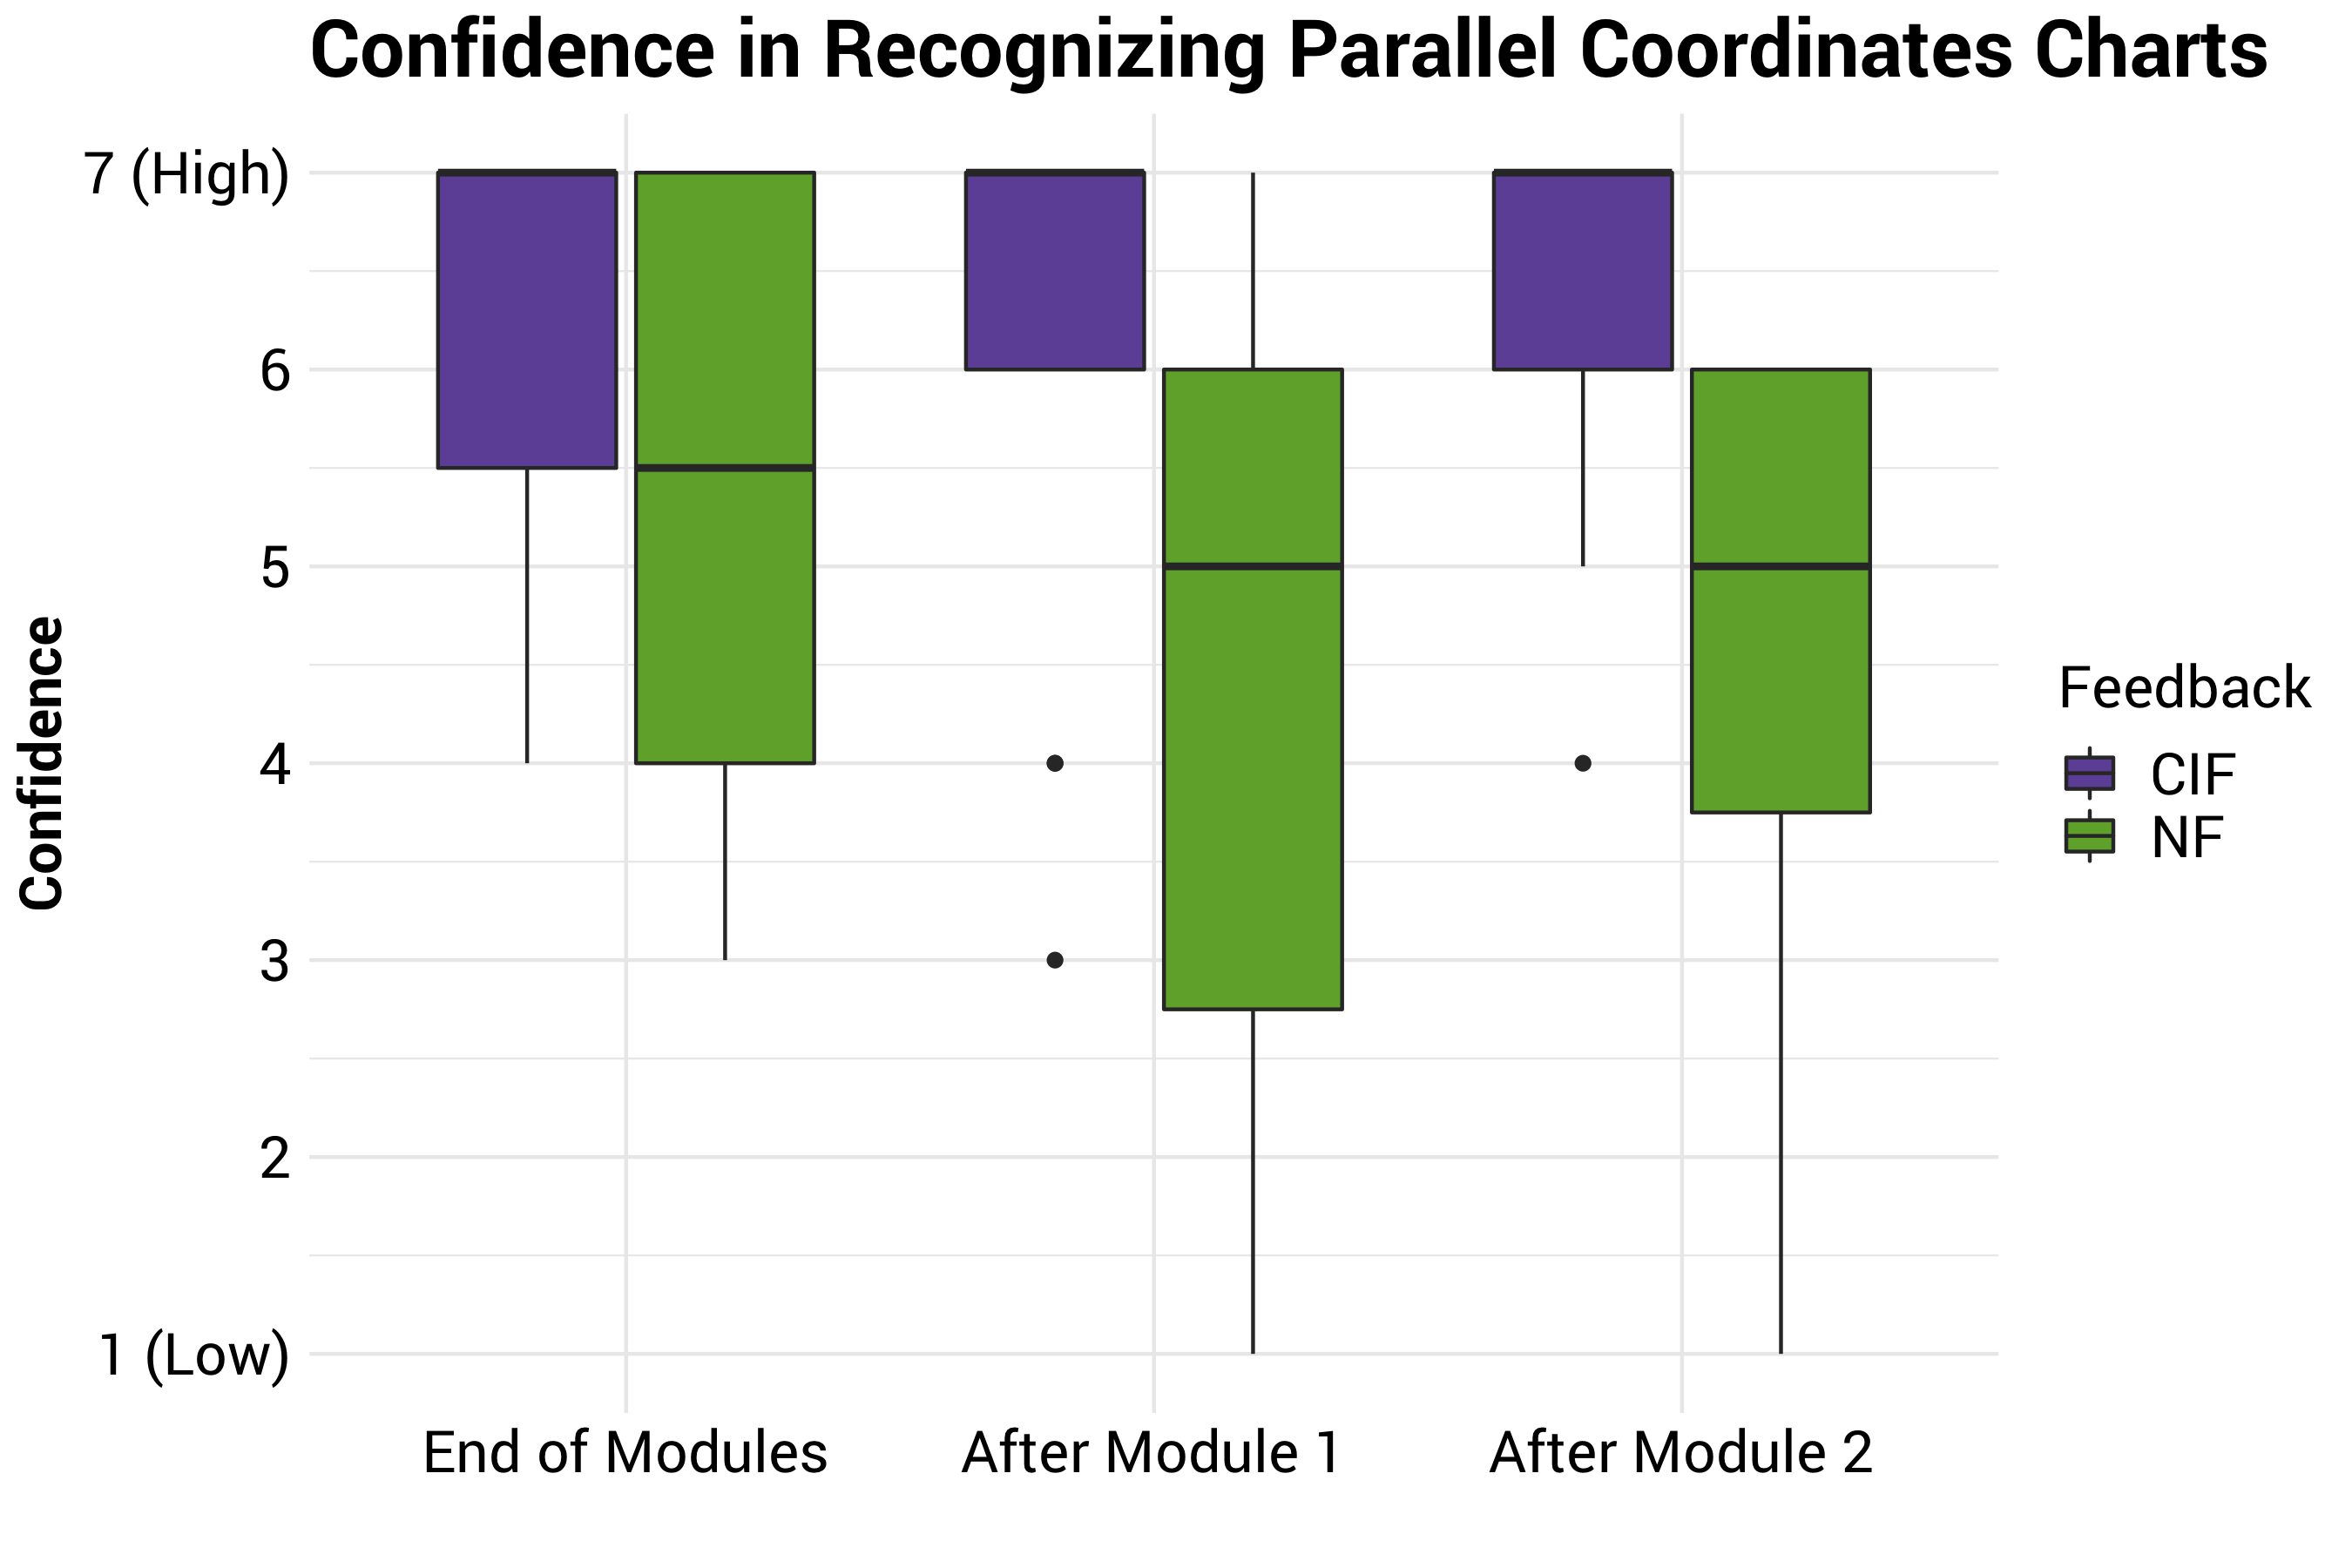 Confidence in Recognizing Parallel Coordinates Charts
7 (High)
6
5
4
3
2
1 (Low)
Confidence
End of Modules
After Module 1
After Module 2
Feedback
CIF
NF